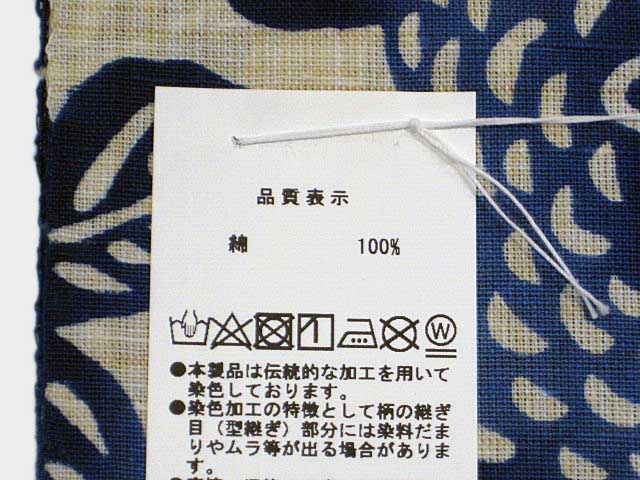 品質表示
綿 100%
W
●本製品は伝統的な加工を用いて
染色しております。
●染色加工の特徴として柄の継ぎ
目（型継ぎ）部分には染料だま
りやムラ等が出る場合がありま
す。